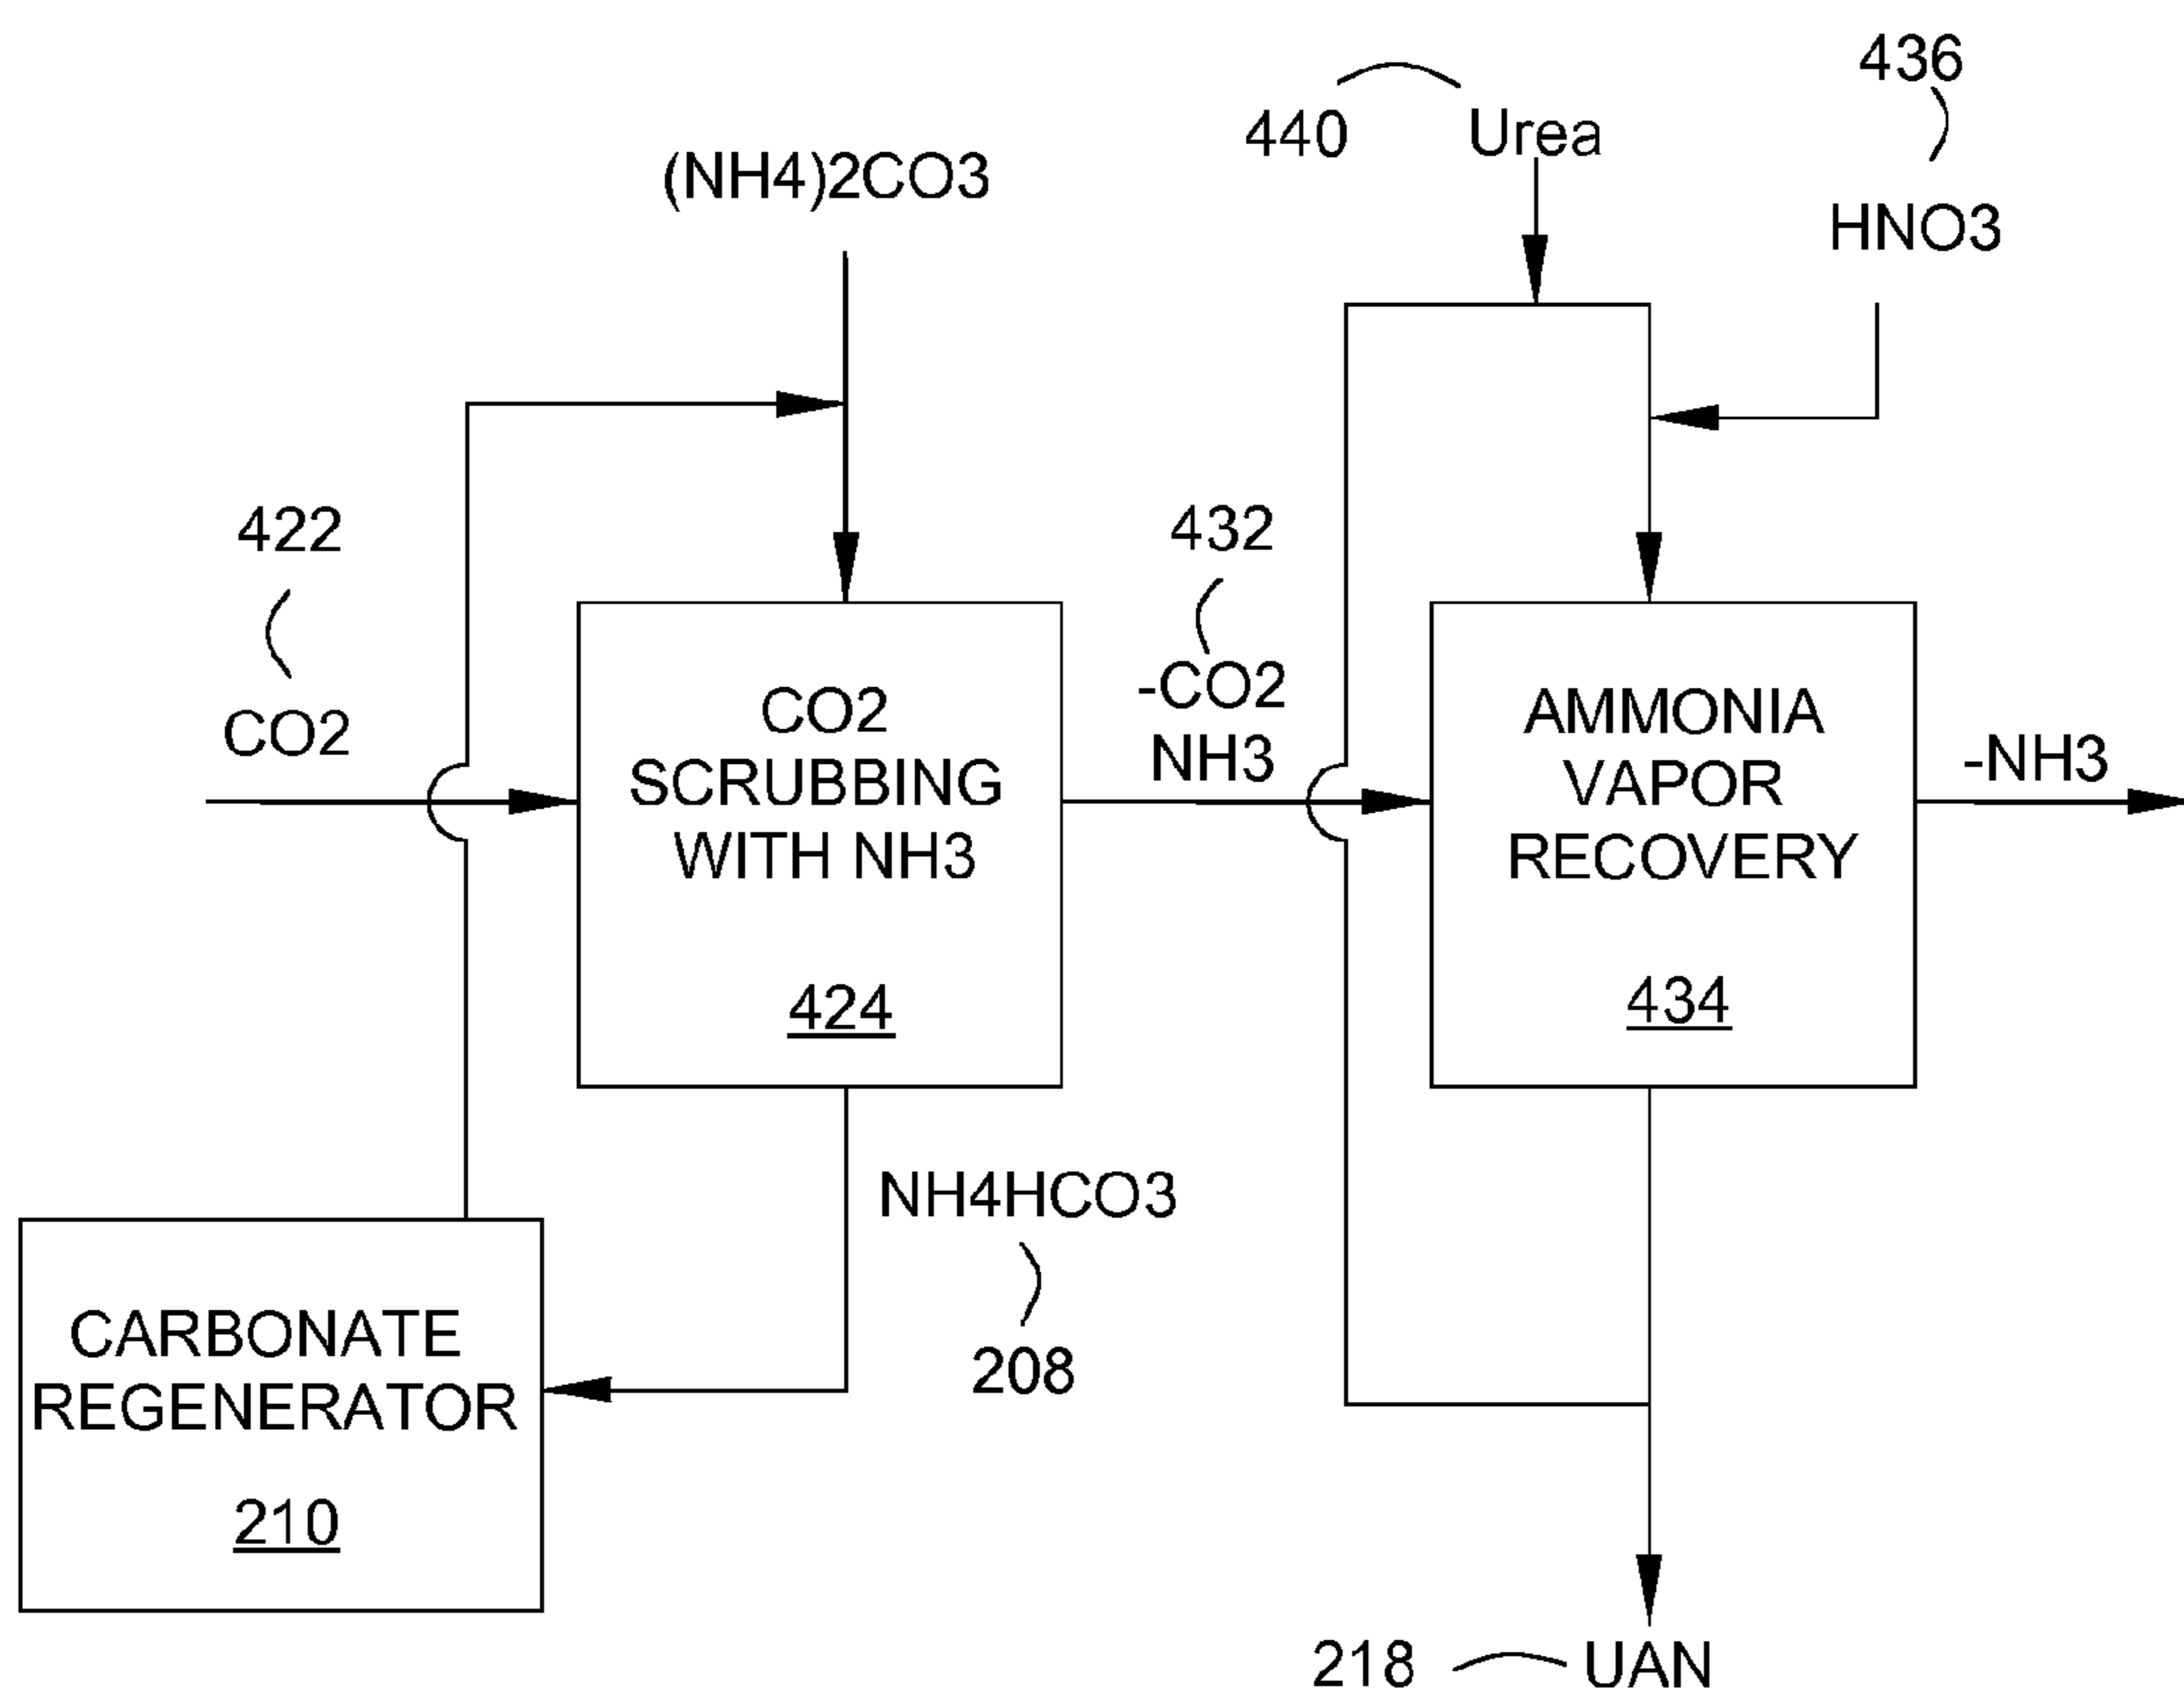 436
440
Urea
(NH4)2CO3
HNO3
422
432
CO2
-CO2
NH3
CO2
SCRUBBING
WITH NH3
424
AMMONIA
VAPOR
RECOVERY
434
-NH3
NH4HCO3
208
CARBONATE
REGENERATOR
210
218
UAN